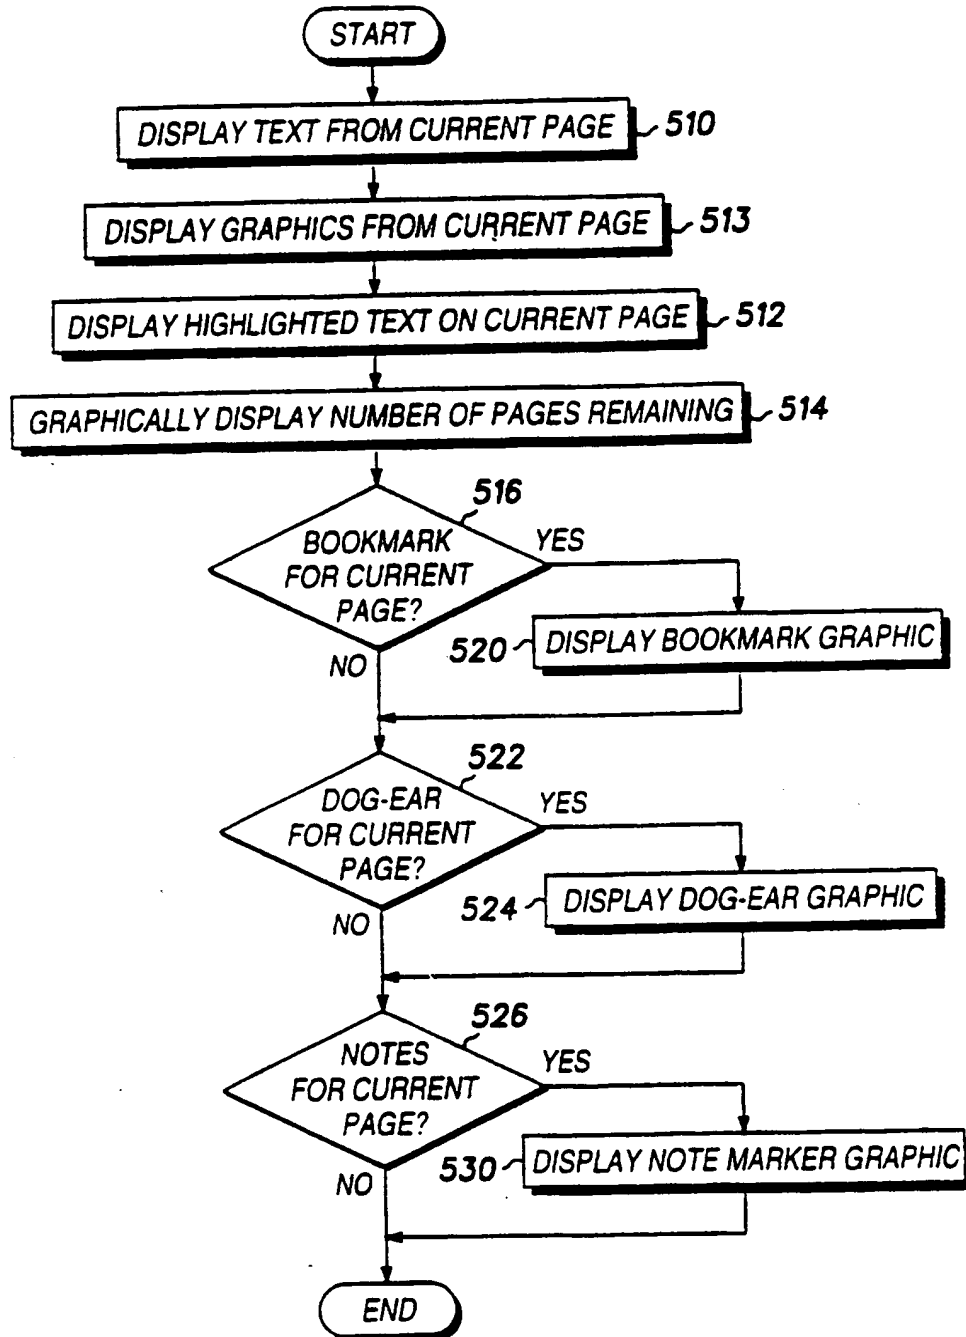 START
DISPLAY TEXT FROM CURRENT PAGE
510
DISPLAY GRAPHICS FROM CURRENT PAGE
513
DISPLAY HIGHLIGHTED TEXT ON CURRENT PAGE
512
GRAPHICALLY DISPLAY NUMBER OF PAGES REMAINING
514
516
BOOKMARK
FOR CURRENT
PAGE?
YES
520
DISPLAY BOOKMARK GRAPHIC
NO
522
DOG-EAR
FOR CURRENT
PAGE?
YES
524
DISPLAY DOG-EAR GRAPHIC
NO
526
NOTES
FOR CURRENT
PAGE?
YES
530
DISPLAY NOTE MARKER GRAPHIC
NO
END